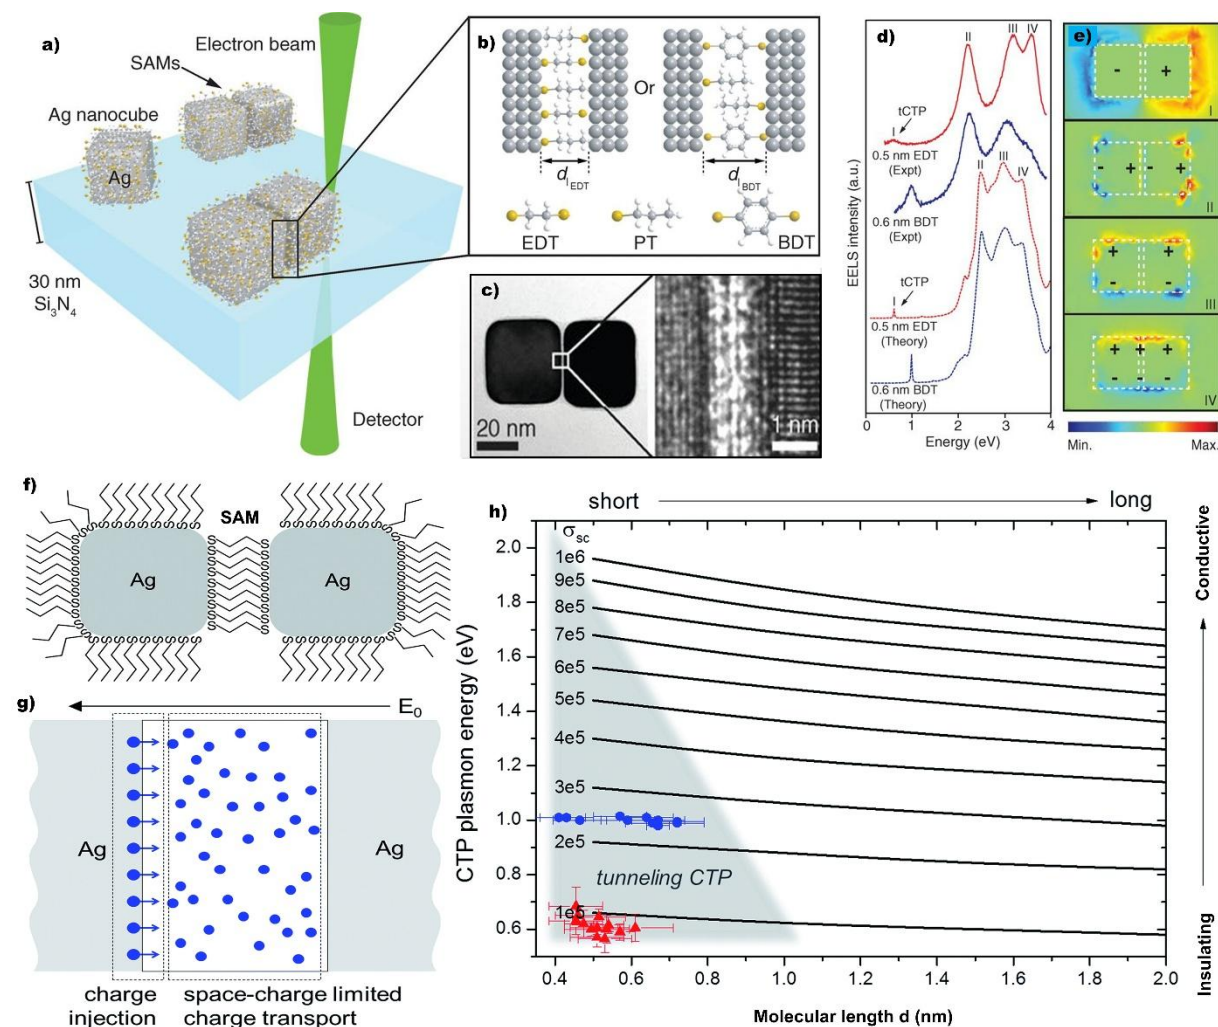 a)
Electron beam
SAMs
Ag nanocube
Ag
30 nm
Si3N4
Detector
b)
Or
dlEDT
dlBDT
EDT
PT
BDT
c)
20 nm
1 nm
d)
EELS intensity (a.u.)
II
III
IV
tCTP
I
0.5 nm EDT
(Expt)
II
III
IV
0.6 nm BDT
(Expt)
tCTP
I
0.5 nm EDT
(Theory)
0.6 nm BDT
(Theory)
0 1 2 3 4
Energy (eV)
e)
- +
I
- + - +
II
+ +
- -
III
+ + +
- - -
IV
Min. Max.
f)
SAM
Ag Ag
g)
E0
Ag Ag
charge
injection
space-charge limited
charge transport
h)
short long
σsc
1e6
9e5
8e5
7e5
6e5
5e5
4e5
3e5
2e5
1e5
tunneling CTP
CTP plasmon energy (eV)
2.0
1.8
1.6
1.4
1.2
1.0
0.8
0.6
0.4 0.6 0.8 1.0 1.2 1.4 1.6 1.8 2.0
Molecular length d (nm)
Conductive
Insulating